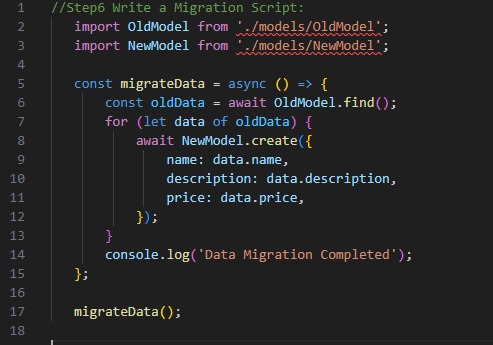 1 //Step6 Write a Migration Script:
2 import OldModel from './models/OldModel';
3 import NewModel from './models/NewModel';
4
5 const migrateData = async () => {
6 const oldData = await OldModel.find();
7 for (let data of oldData) {
8 await NewModel.create({
9 name: data.name,
10 description: data.description,
11 price: data.price,
12 });
13 }
14 console.log('Data Migration Completed');
15 };
16
17 migrateData();
18